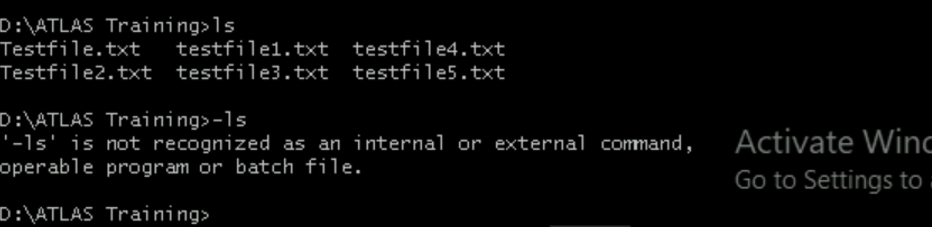 D:\ATLAS Training>ls
Testfile.txt   testfile1.txt  testfile4.txt
Testfile2.txt  testfile3.txt  testfile5.txt
D:\ATLAS Training>-ls
'-ls' is not recognized as an internal or external command,
operable program or batch file.
Activate Wind
Go to Settings to
D:\ATLAS Training>